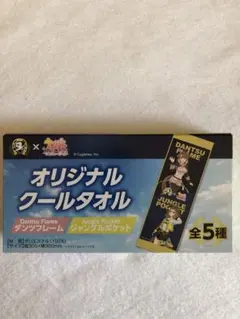 ×
© Cygames, Inc.
オリジナル
クールタオル
Dantsu Flame
ダンツフレーム
Jungle Pocket
ジャングルポケット
DANTSU
FLAME
JUNGLE
POCKET
全5種